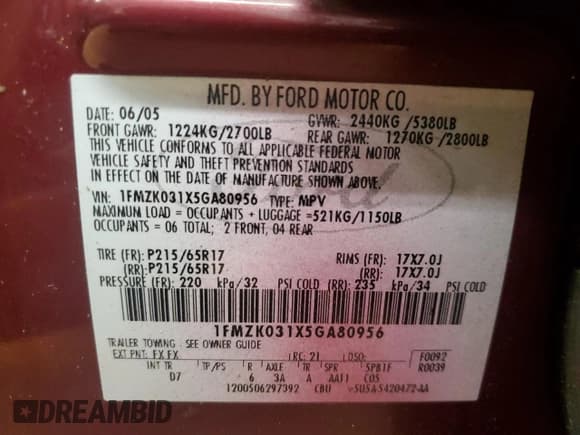 MFD. BY FORD MOTOR CO.
DATE: 06/05 GVWR: 2440KG /5380LB
FRONT GAWR: 1224KG/2700LB REAR GAWR: 1270KG /2800LB
THIS VEHICLE CONFORMS TO ALL APPLICABLE FEDERAL MOTOR
VEHICLE SAFETY AND THEFT PREVENTION STANDARDS
IN EFFECT ON THE DATE OF MANUFACTURE SHOWN ABOVE.
VIN: 1FMZK031X5GA80956 TYPE: MPV
MAXIMUM LOAD = OCCUPANTS + LUGGAGE =521KG/1150LB
OCCUPANTS = 06 TOTAL; 2 FRONT, 04 REAR
TIRE (FR): P215/65R17 RIMS (FR): 17X7.0J
(RR): P215/65R17 (RR): 17X7.0J
PRESSURE (FR): 220 kPa/32 PSI COLD (RR): 235 kPa/34 PSI COLD
1FMZK031X5GA80956
TRAILER TOWING - SEE OWNER GUIDE
EXT PNT: FX FX RC: 21 DSO: F0092
INT TR TP/PS R AXLE TR SPR R0039
D7 6 3A A AA11 C05
1200506297392 CBU
DREAMBID